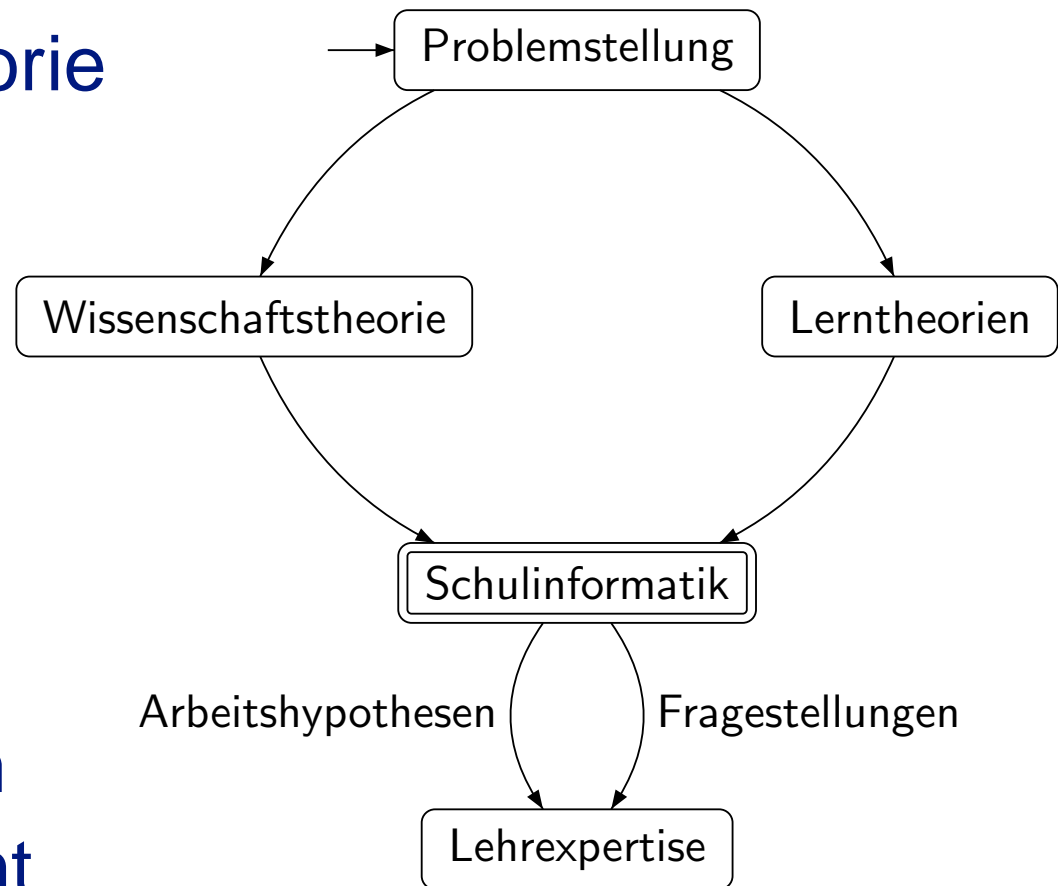 orie
Problemstellung
Wissenschaftstheorie
Lerntheorien
Schulinformatik
Arbeitshypothesen
Fragestellungen
Lehrexpertise